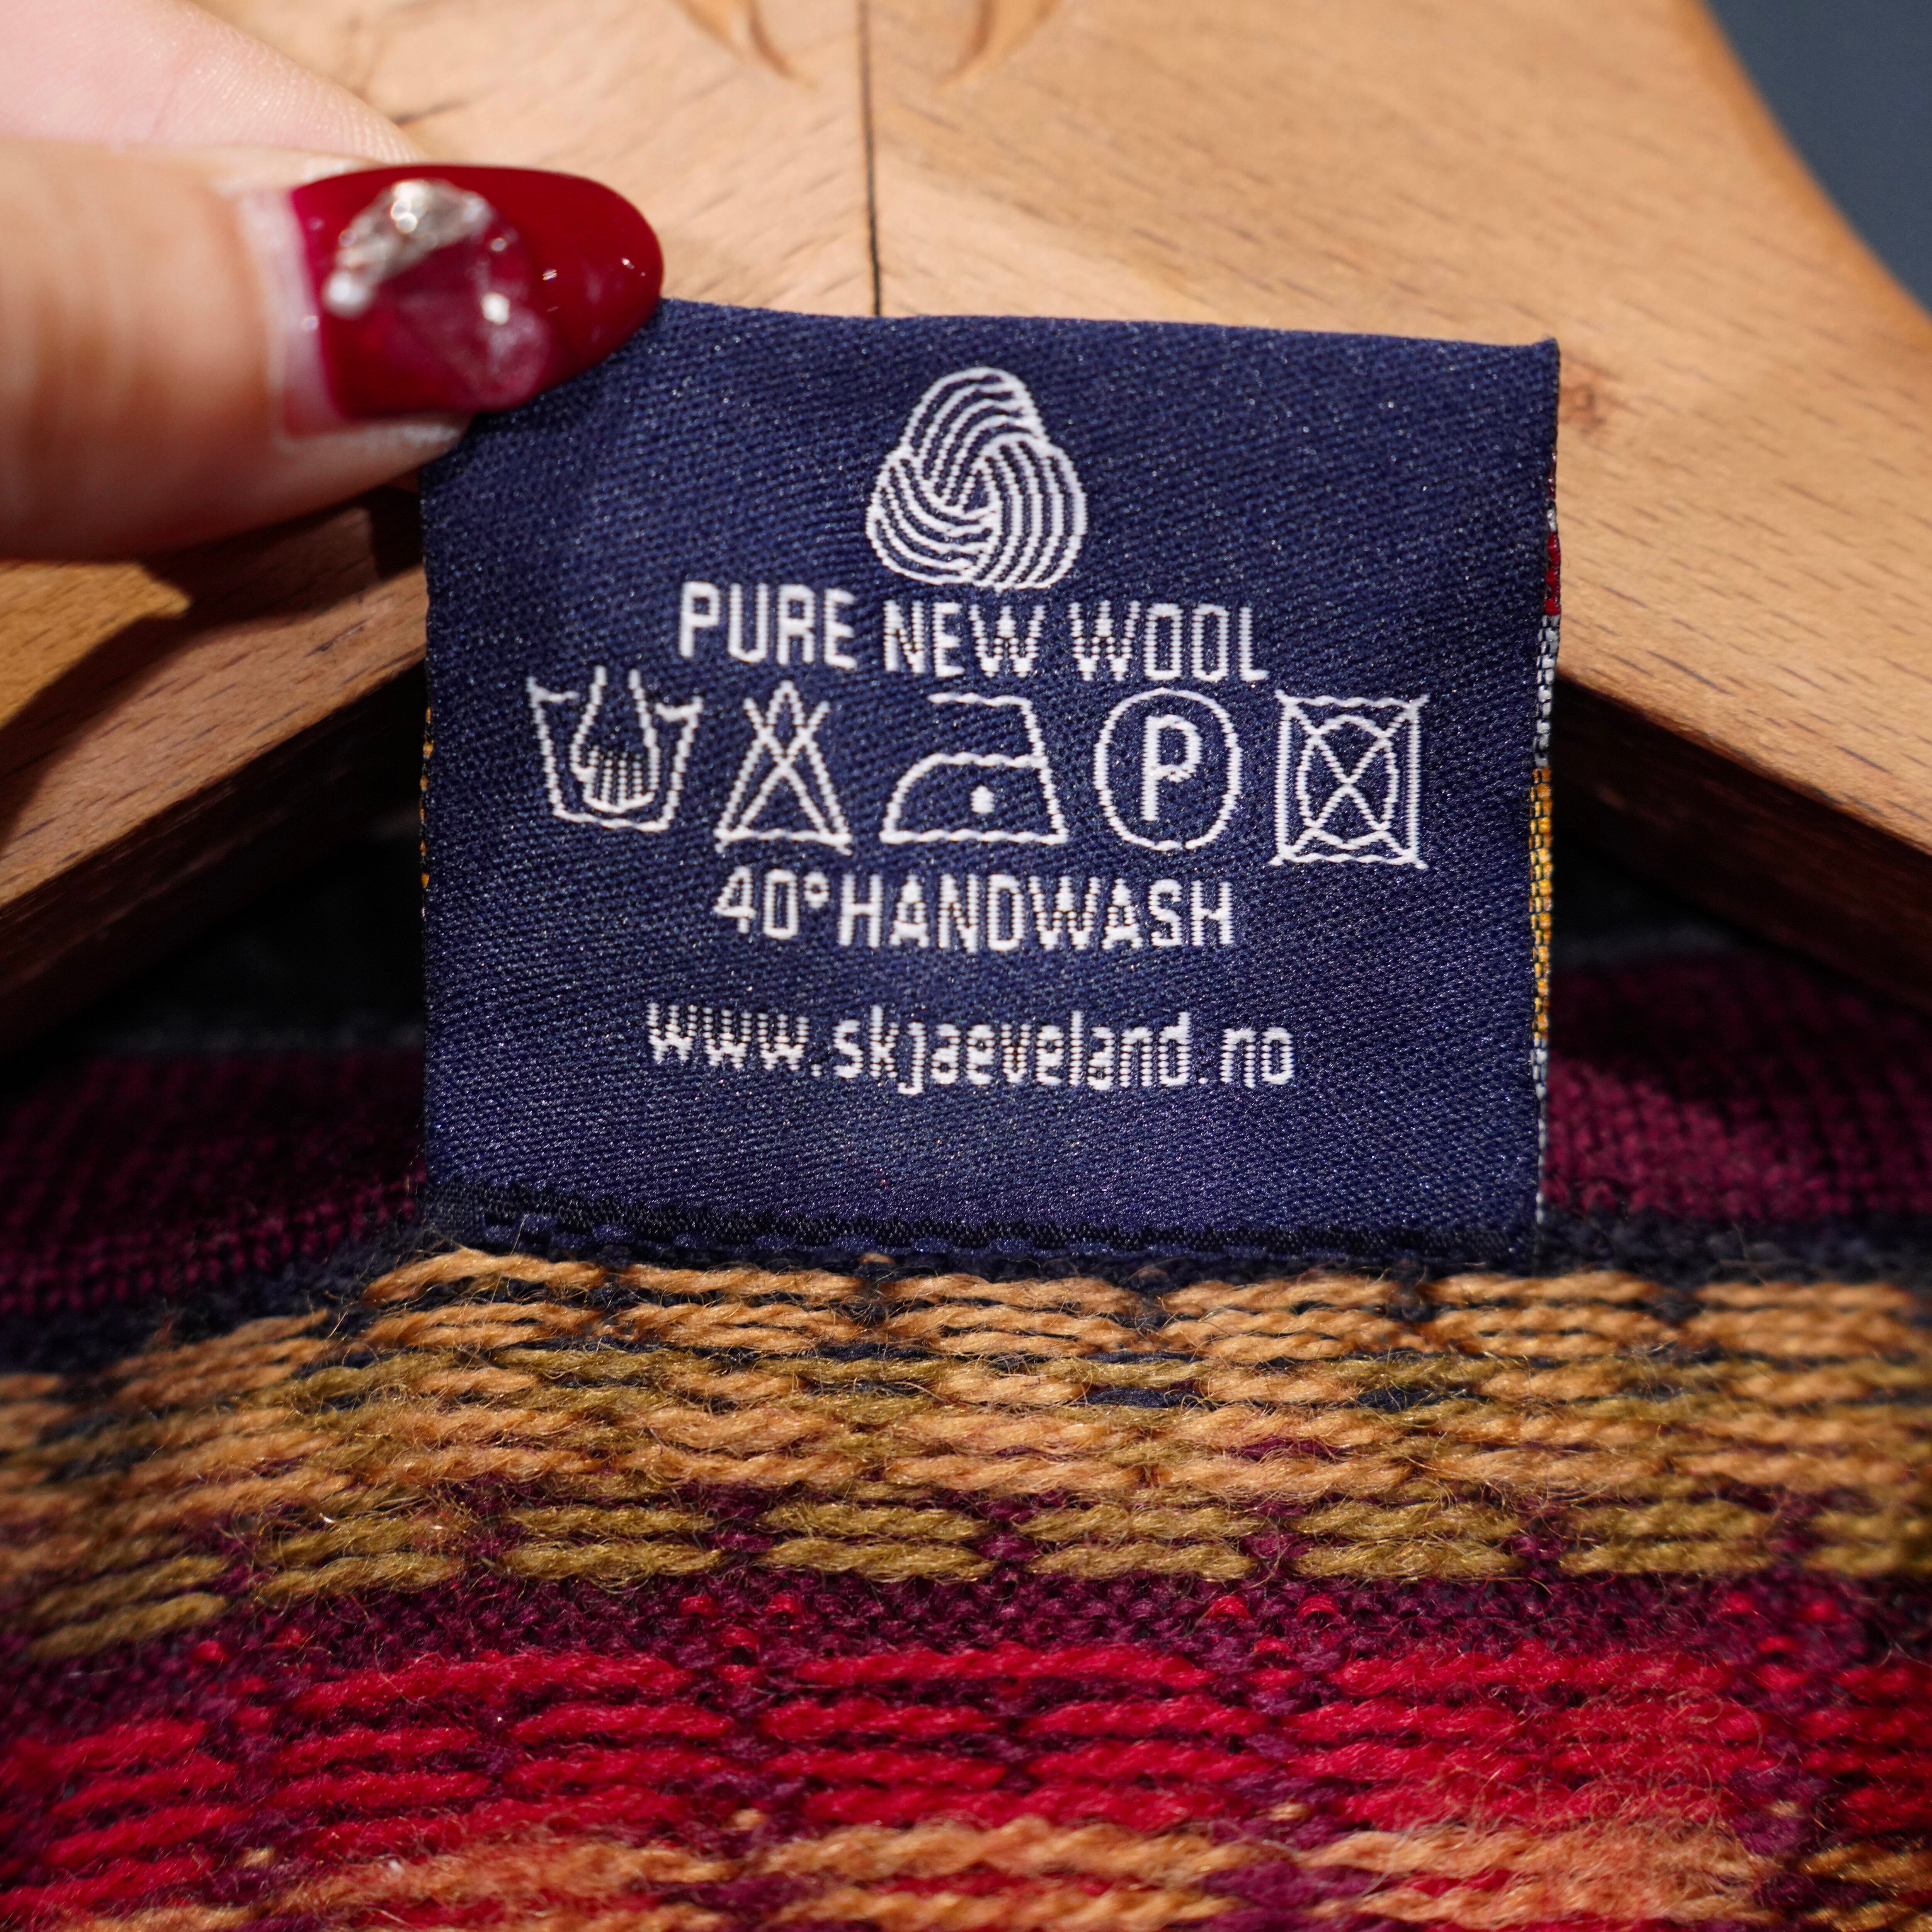 PURE NEW WOOL
P
40° HANDWASH
www.skjaeveland.no